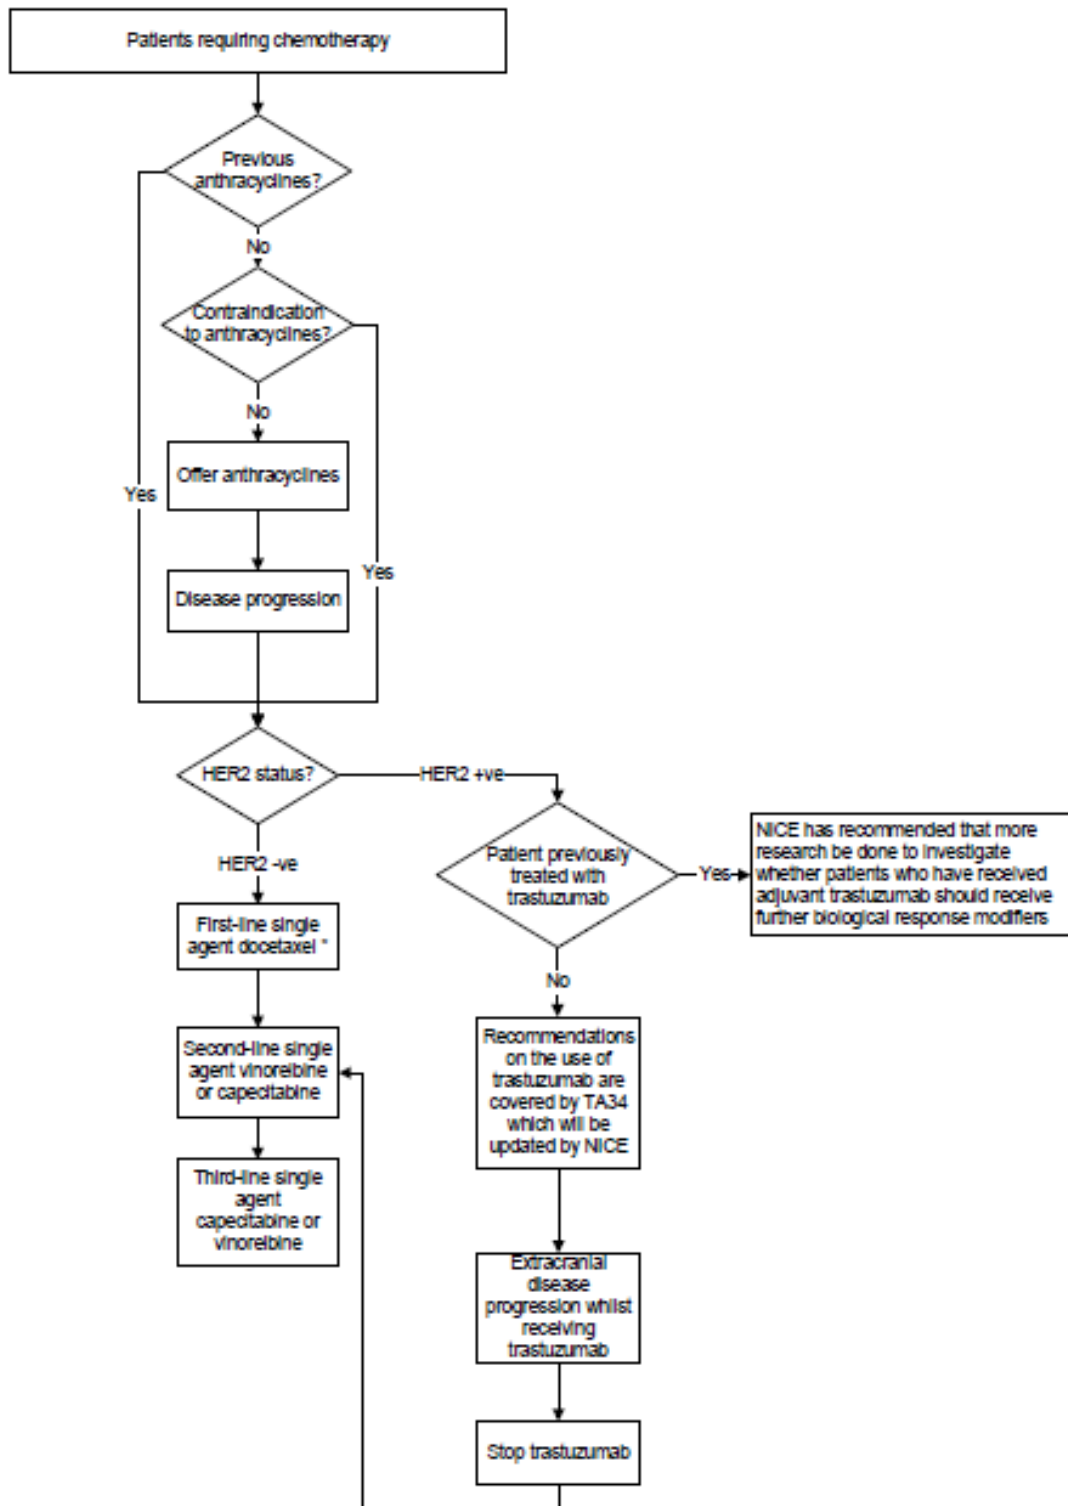 Patients requiring chemotherapy
Previous
anthracyclines?
No
Contraindication
to anthracyclines?
No
Offer anthracyclines
Yes
Yes
Disease progression
HER2 status?
HER2 +ve
HER2 -ve
Patient previously
treated with
trastuzumab
Yes
NICE has recommended that more
research be done to investigate
whether patients who have received
adjuvant trastuzumab should receive
further biological response modifiers
First-line single
agent docetaxel *
No
Second-line single
agent vinorelbine
or capecitabine
Recommendations
on the use of
trastuzumab are
covered by TA34
which will be
updated by NICE
Third-line single
agent
capecitabine or
vinorelbine
Extracranial
disease
progression whilst
receiving
trastuzumab
Stop trastuzumab